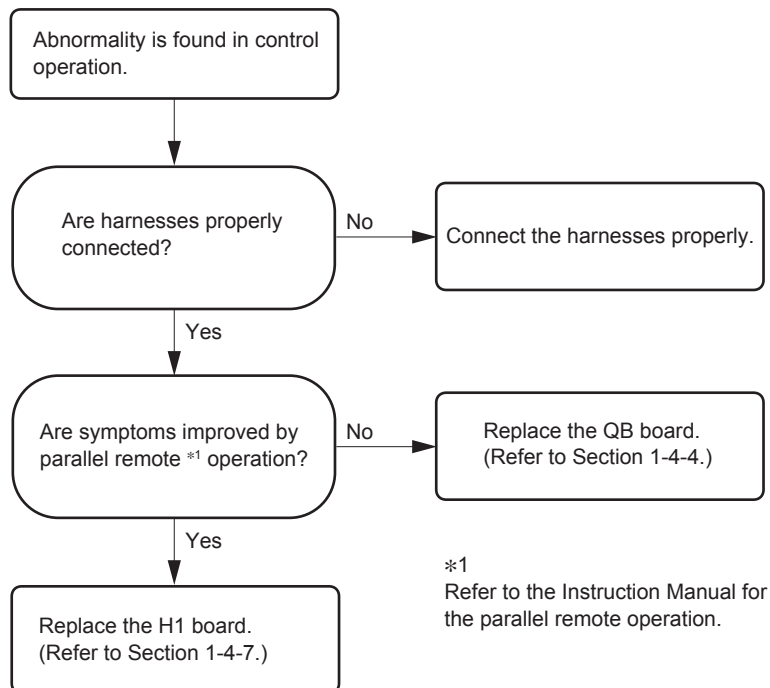 Abnormality is found in control
operation.
Are harnesses properly
connected?
No
Connect the harnesses properly.
Yes
Are symptoms improved by
parallel remote *1 operation?
No
Replace the QB board.
(Refer to Section 1-4-4.)
Yes
Replace the H1 board.
(Refer to Section 1-4-7.)
*1
Refer to the Instruction Manual for
the parallel remote operation.